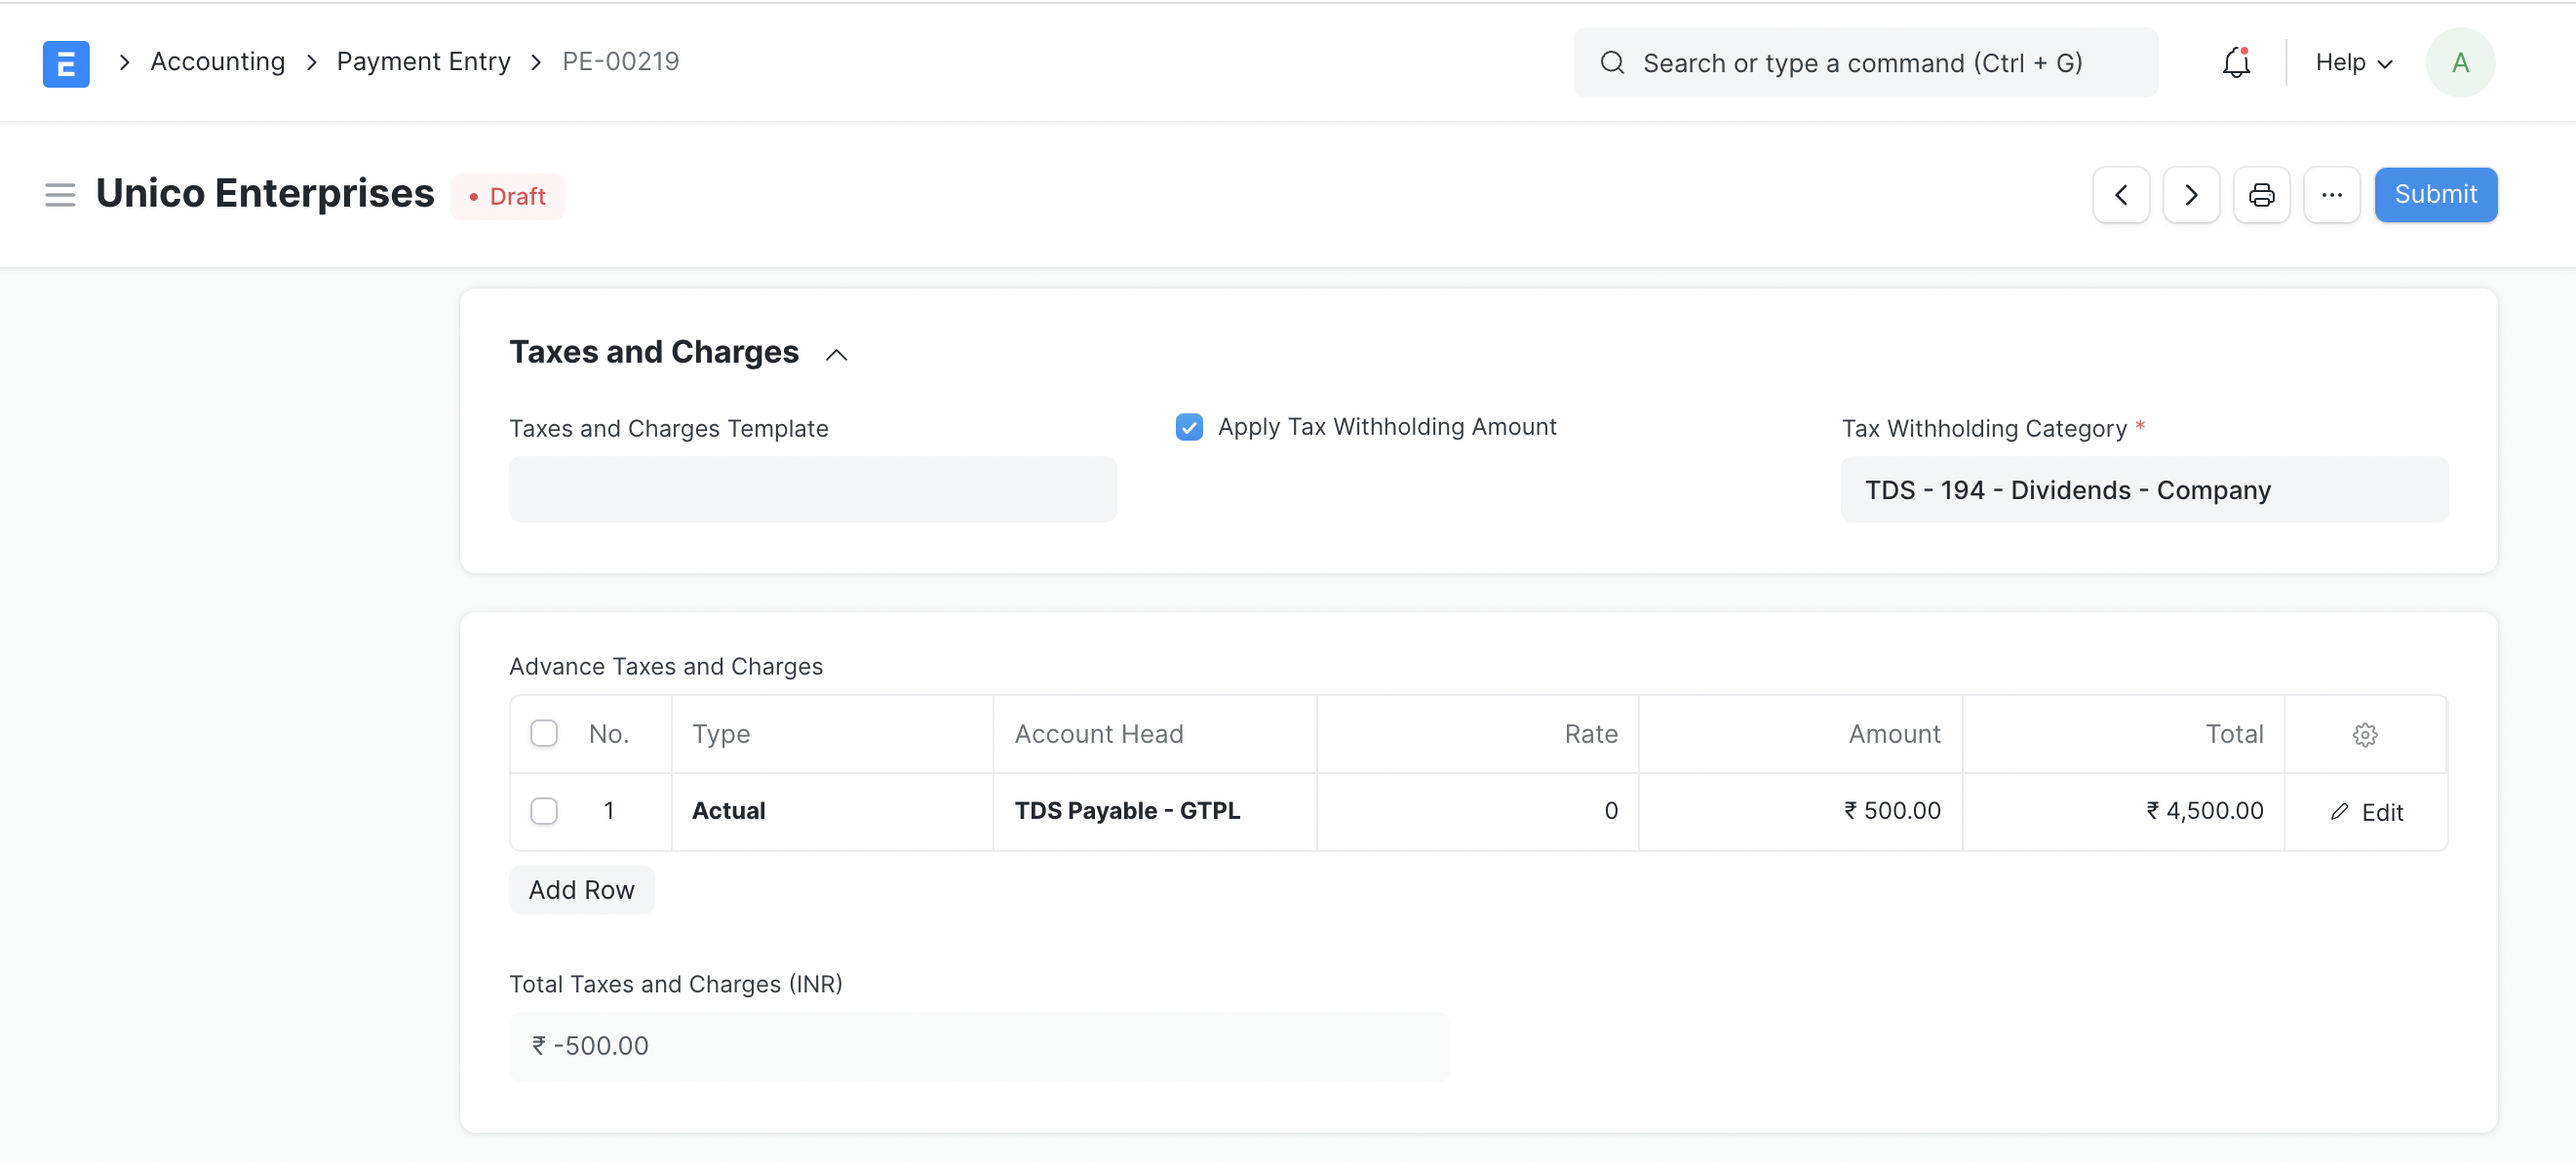 E Accounting Payment Entry PE-00219 Search or type a command (Ctrl + G) Help A
Unico Enterprises Draft Submit
Taxes and Charges
Taxes and Charges Template Apply Tax Withholding Amount Tax Withholding Category *
TDS - 194 - Dividends - Company
Advance Taxes and Charges
No. Type Account Head Rate Amount Total
1 Actual TDS Payable - GTPL 0 ₹ 500.00 ₹ 4,500.00 Edit
Add Row
Total Taxes and Charges (INR)
₹ -500.00